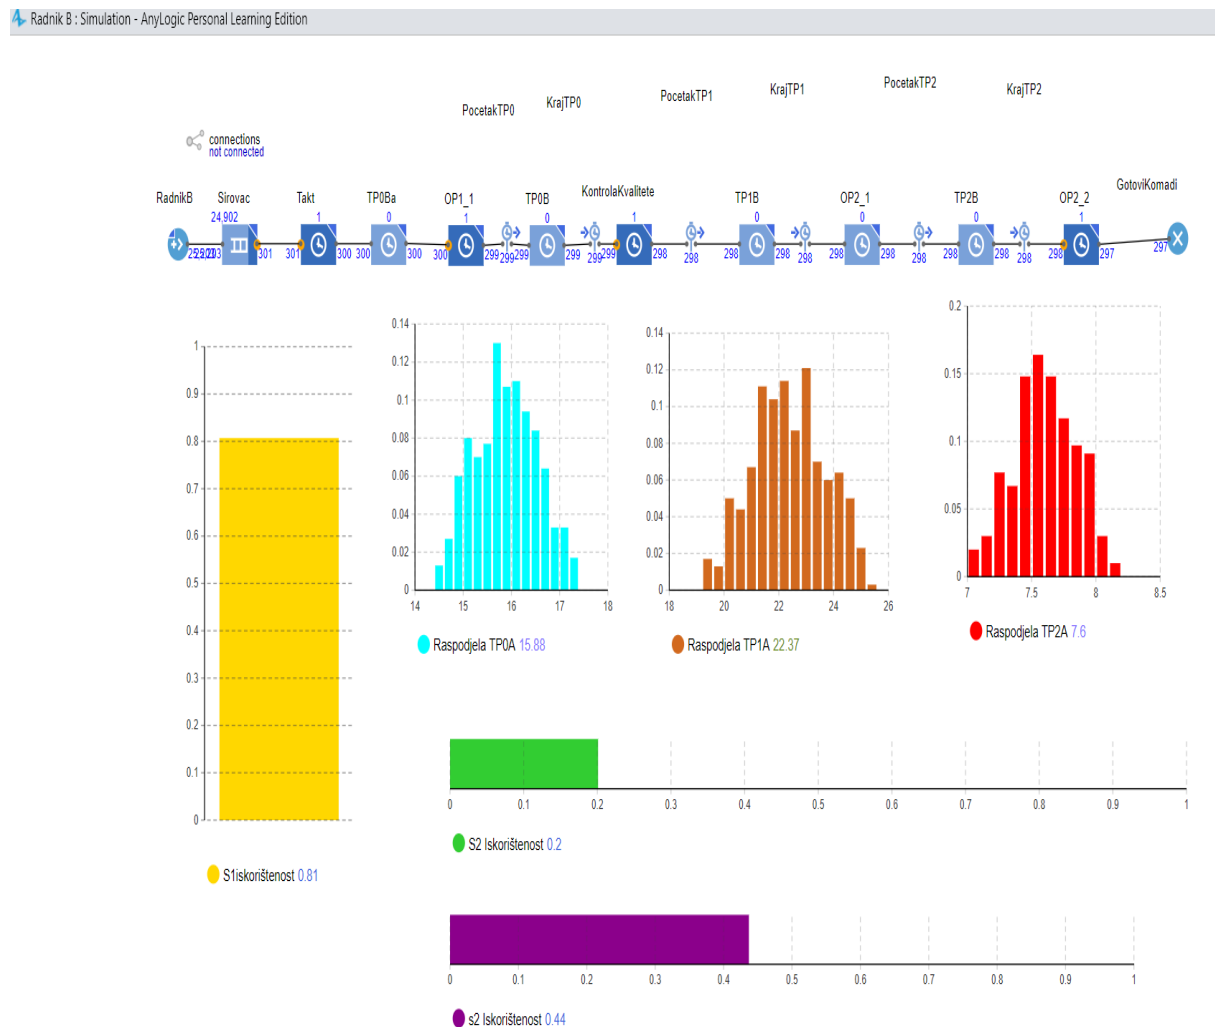 Radnik B : Simulation - AnyLogic Personal Learning Edition
PocetakTP0 KrajTP0 PocetakTP1 KrajTP1 PocetakTP2 KrajTP2
connections
not connected
RadnikB Sirovac Takt TP0Ba OP1_1 TP0B KontrolaKvalitete TP1B OP2_1 TP2B OP2_2 GotoviKomadi
24,902 1 0 1 0 1 0 0 0 1
301 301 300 300 300 300 299 299 299 299 299 299 298 298 298 298 298 298 298 298 298 298 298 298 297 297
1
0.9
0.8
0.7
0.6
0.5
0.4
0.3
0.2
0.1
0
S1iskorištenost 0.81
0.14
0.12
0.1
0.08
0.06
0.04
0.02
0
14 15 16 17 18
Raspodjela TP0A 15.88
0.14
0.12
0.1
0.08
0.06
0.04
0.02
0
18 20 22 24 26
Raspodjela TP1A 22.37
0.2
0.15
0.1
0.05
0
7 7.5 8 8.5
Raspodjela TP2A 7.6
0 0.1 0.2 0.3 0.4 0.5 0.6 0.7 0.8 0.9 1
S2 Iskorištenost 0.2
0 0.1 0.2 0.3 0.4 0.5 0.6 0.7 0.8 0.9 1
s2 Iskorištenost 0.44